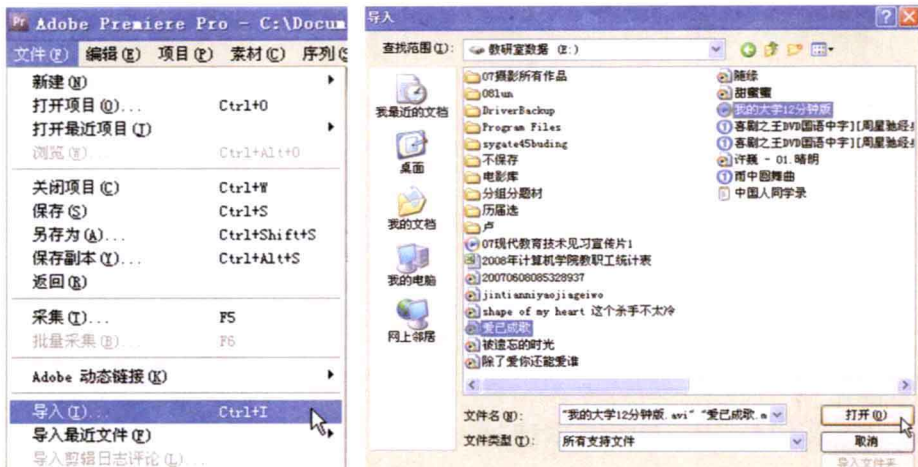 Adobe Premiere Pro - C:\Docum
文件(F) 编辑(E) 项目(P) 素材(C) 序列(S
新建(N)
打开项目(O)... Ctrl+O
打开最近项目(J)
浏览(W)... Ctrl+Alt+O
关闭项目(C) Ctrl+W
保存(S) Ctrl+S
另存为(A)... Ctrl+Shift+S
保存副本(Y)... Ctrl+Alt+S
返回(R)
采集(T)... F5
批量采集(B)... F6
Adobe 动态链接(K)
导入(I)... Ctrl+I
导入最近文件(F)
导入剪辑日志评论(L)...
导入
查找范围(I): 教研室数据 (E:)
我最近的文档
桌面
我的文档
我的电脑
网上邻居
07摄影所有作品
081un
DriverBackup
Program Files
sygate45buding
不保存
电影库
分组分题材
历届选
卢
07现代教育技术见习宣传片1
2008年计算机学院教职工统计表
20070608085328937
jintianniyaojiageiwo
shape of my heart 这个杀手不太冷
爱已成歌
被遗忘的时光
除了爱你还能爱谁
随缘
甜蜜蜜
我的大学12分钟版
喜剧之王DVD国语中字][周星驰经
喜剧之王DVD国语中字][周星驰经
许巍 - 01.晴朗
雨中圆舞曲
中国人同学录
文件名(N): "我的大学12分钟版.avi" "爱已成歌.m
打开(O)
文件类型(T): 所有支持文件
取消
导入文件夹